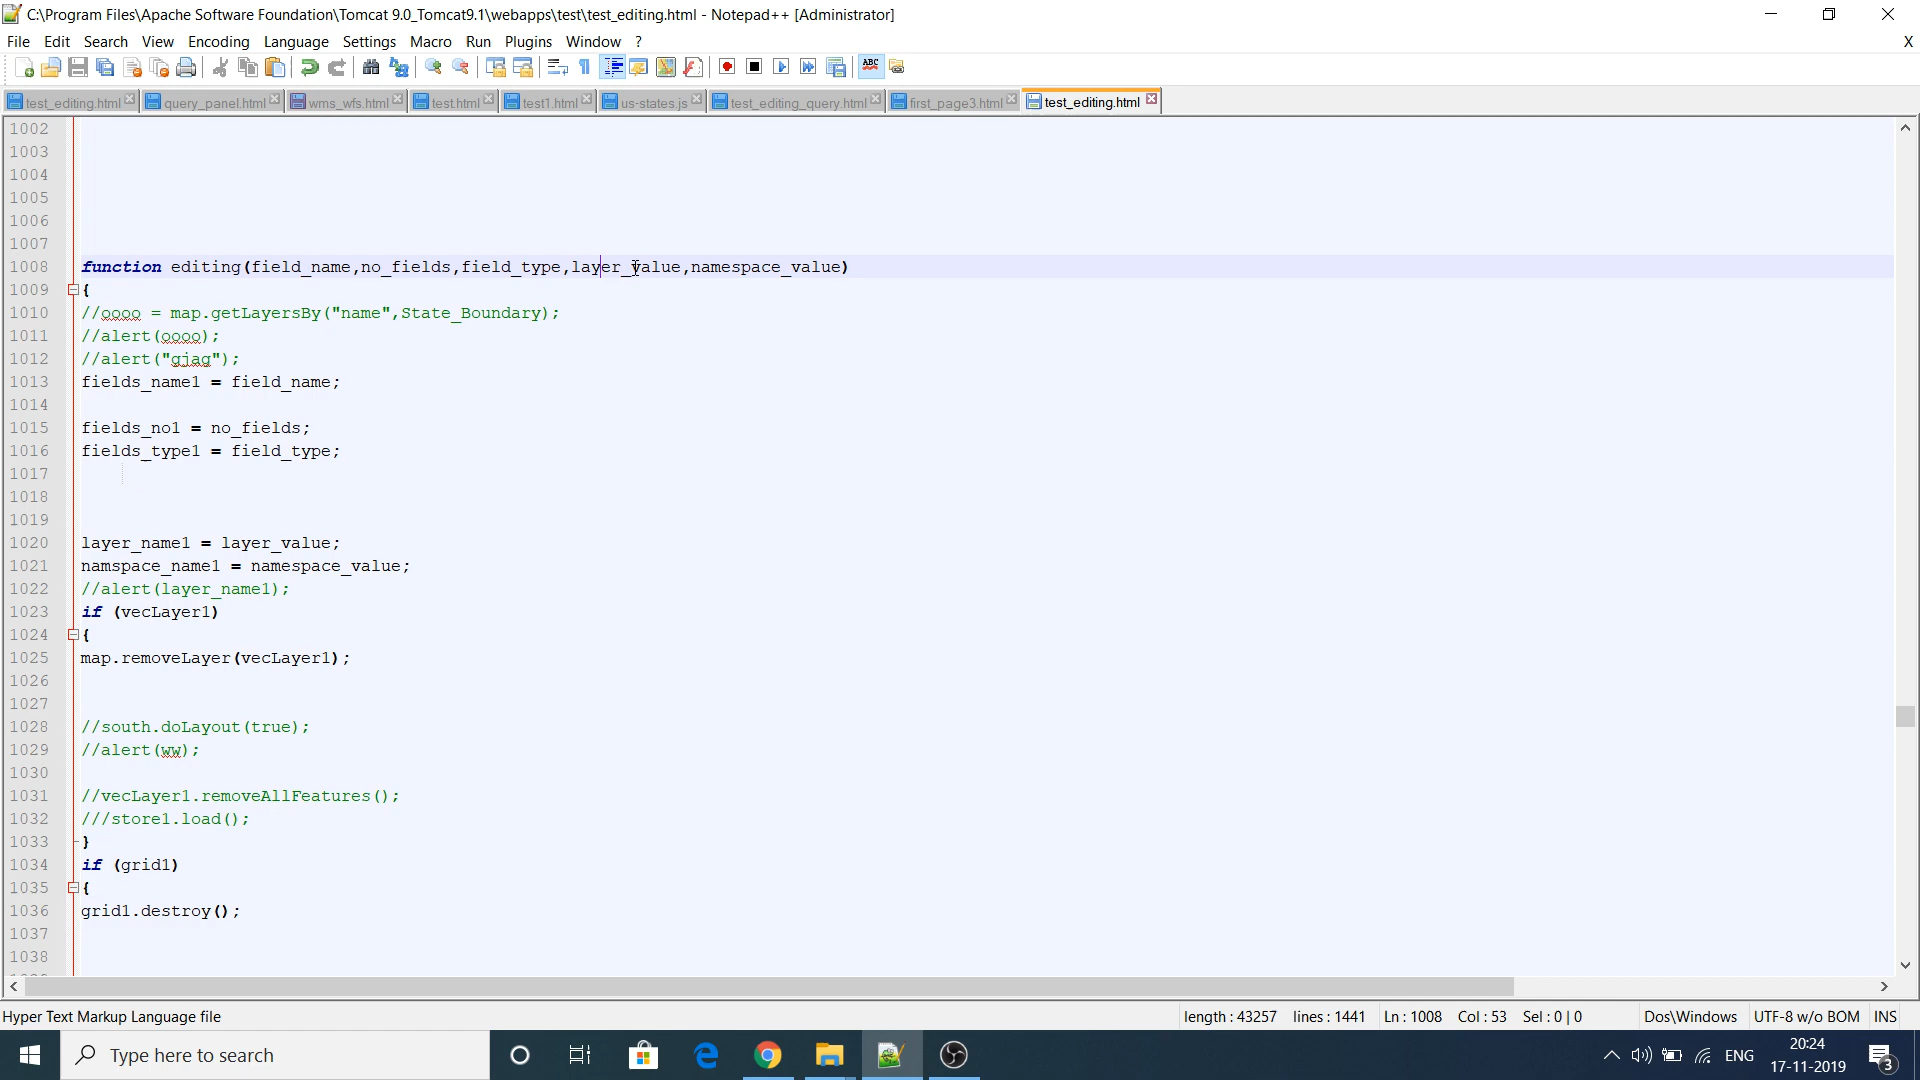 C:\Program Files\Apache Software Foundation\Tomcat 9.0_Tomcat9.1\webapps\test\test_editing.html - Notepad++ [Administrator]
File Edit Search View Encoding Language Settings Macro Run Plugins Window ? X
ABC
test_editing.html query_panel.html wms_wfs.html test.html test1.html us-states.js test_editing_query.html first_page3.html test_editing.html
1002
1003
1004
1005
1006
1007
1008 function editing(field_name,no_fields,field_type,layer_value,namespace_value)
1009 {
1010 //oooo = map.getLayersBy("name",State_Boundary);
1011 //alert(oooo);
1012 //alert("gjag");
1013 fields_name1 = field_name;
1014
1015 fields_no1 = no_fields;
1016 fields_type1 = field_type;
1017
1018
1019
1020 layer_name1 = layer_value;
1021 namspace_name1 = namespace_value;
1022 //alert(layer_name1);
1023 if (vecLayer1)
1024 {
1025 map.removeLayer(vecLayer1);
1026
1027
1028 //south.doLayout(true);
1029 //alert(ww);
1030
1031 //vecLayer1.removeAllFeatures();
1032 ///store1.load();
1033 }
1034 if (grid1)
1035 {
1036 grid1.destroy();
1037
1038
Hyper Text Markup Language file length : 43257 lines : 1441 Ln : 1008 Col : 53 Sel : 0 | 0 Dos\Windows UTF-8 w/o BOM INS
Type here to search ENG 20:24
17-11-2019 3